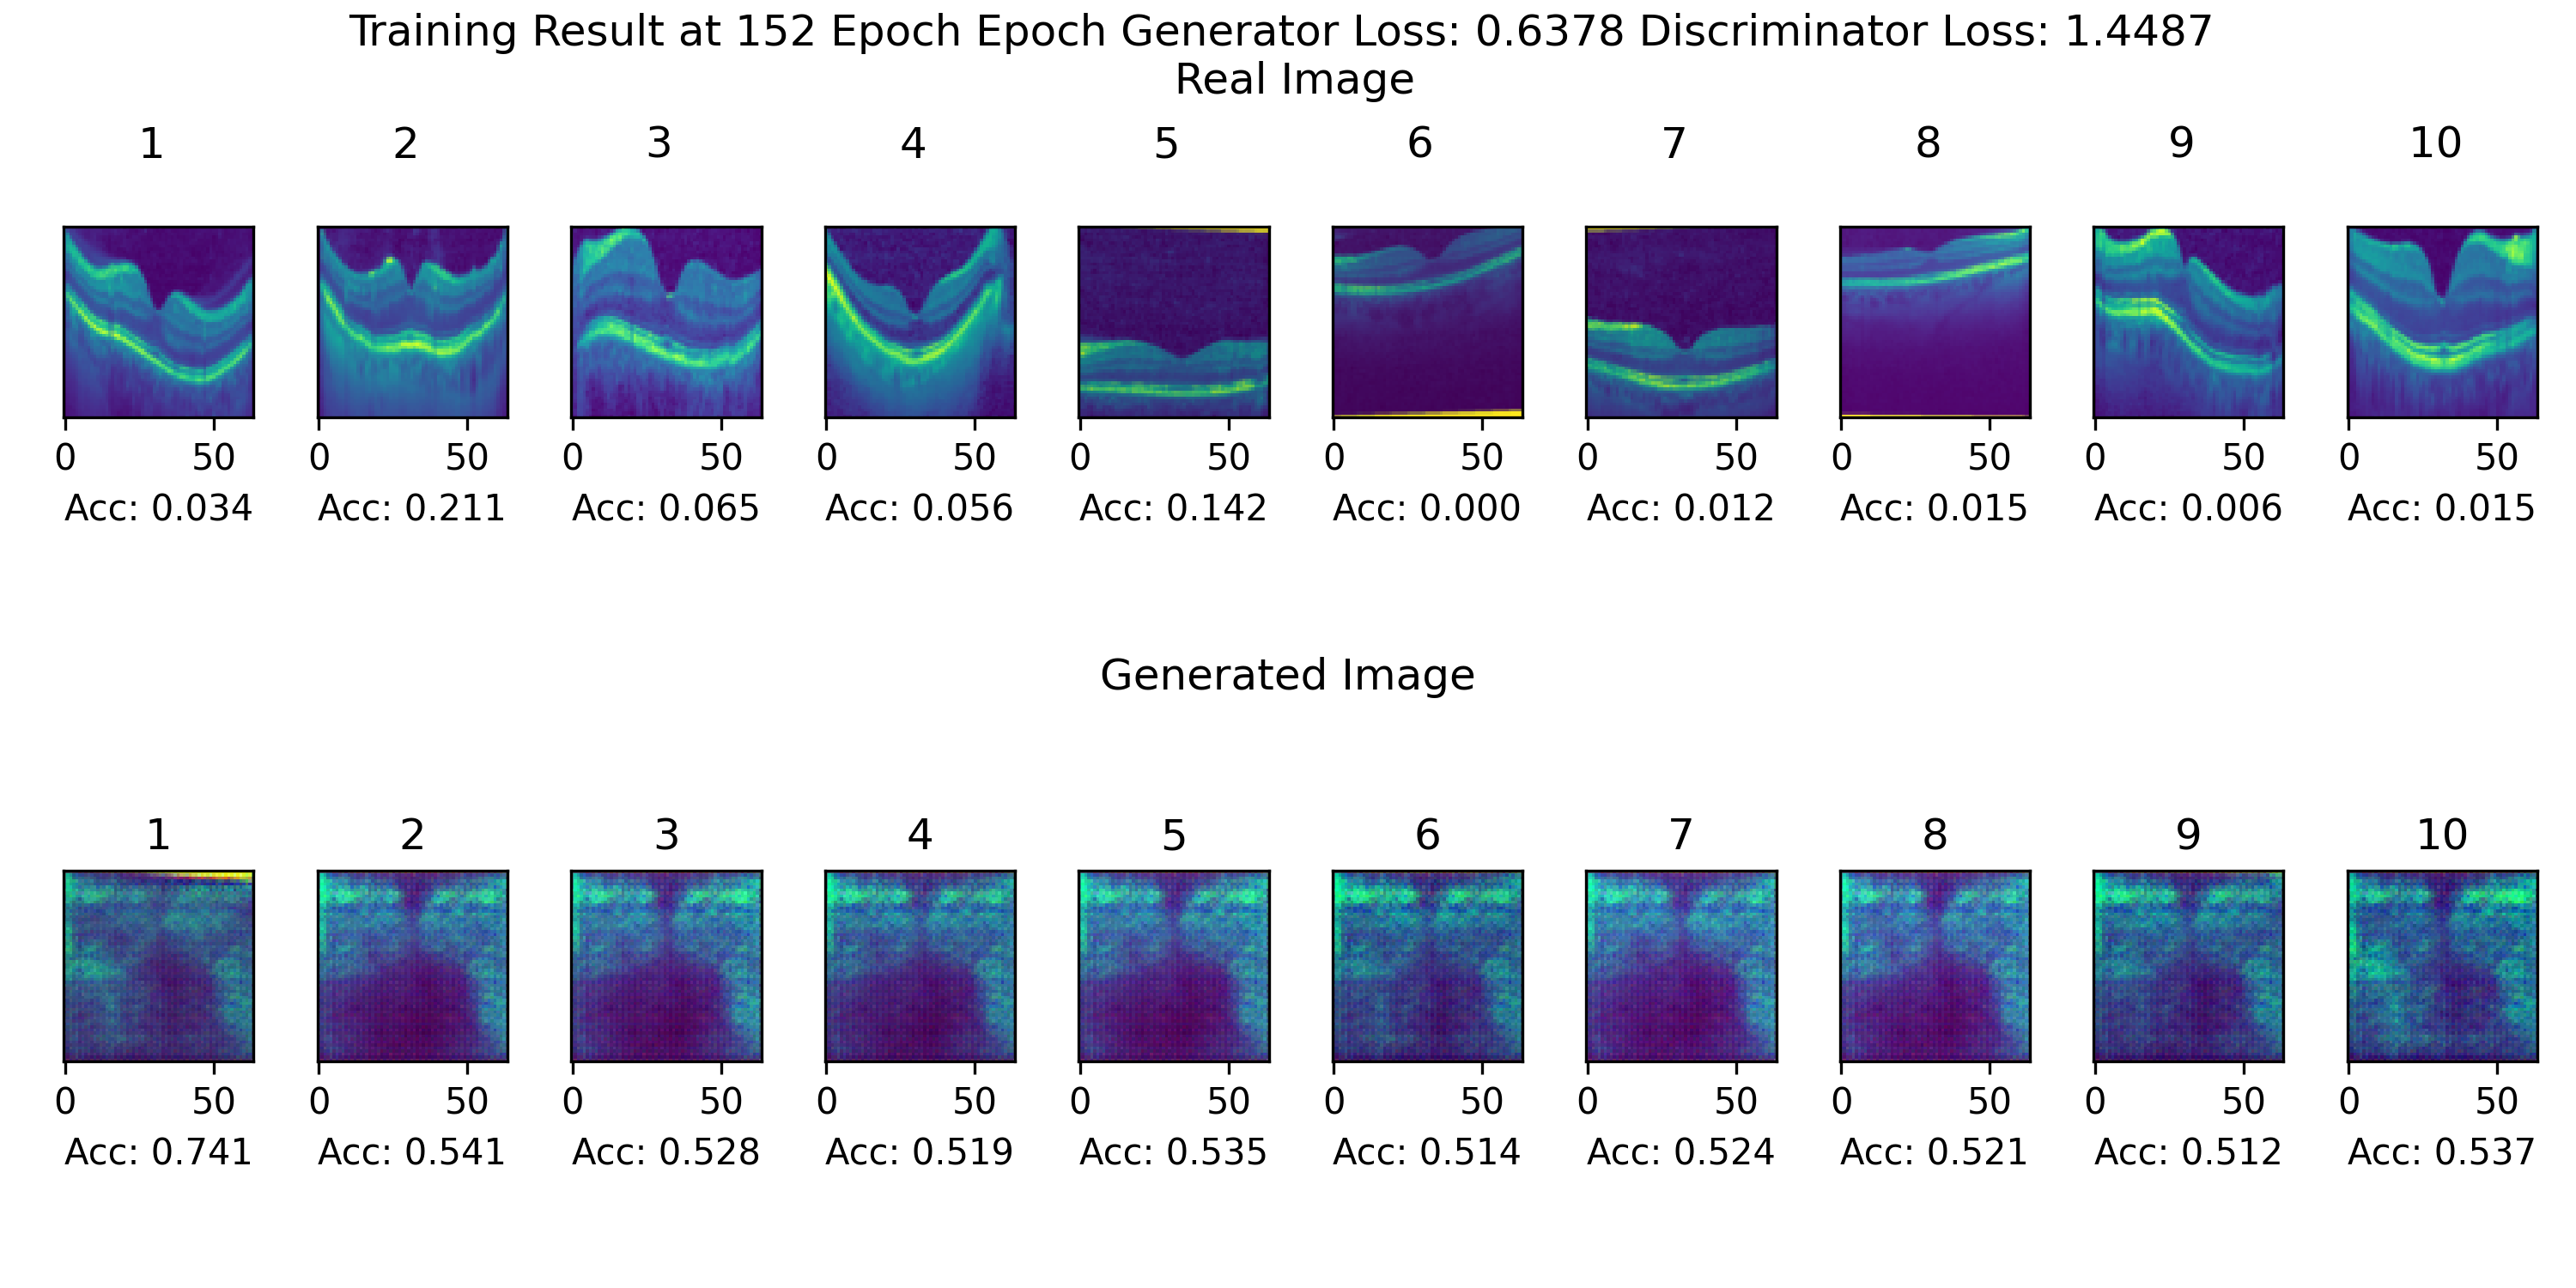 Training Result at 152 Epoch Epoch Generator Loss: 0.6378 Discriminator Loss: 1.4487
Real Image
1 2 3 4 5 6 7 8 9 10
0 50 0 50 0 50 0 50 0 50 0 50 0 50 0 50 0 50 0 50
Acc: 0.034 Acc: 0.211 Acc: 0.065 Acc: 0.056 Acc: 0.142 Acc: 0.000 Acc: 0.012 Acc: 0.015 Acc: 0.006 Acc: 0.015
Generated Image
1 2 3 4 5 6 7 8 9 10
0 50 0 50 0 50 0 50 0 50 0 50 0 50 0 50 0 50 0 50
Acc: 0.741 Acc: 0.541 Acc: 0.528 Acc: 0.519 Acc: 0.535 Acc: 0.514 Acc: 0.524 Acc: 0.521 Acc: 0.512 Acc: 0.537